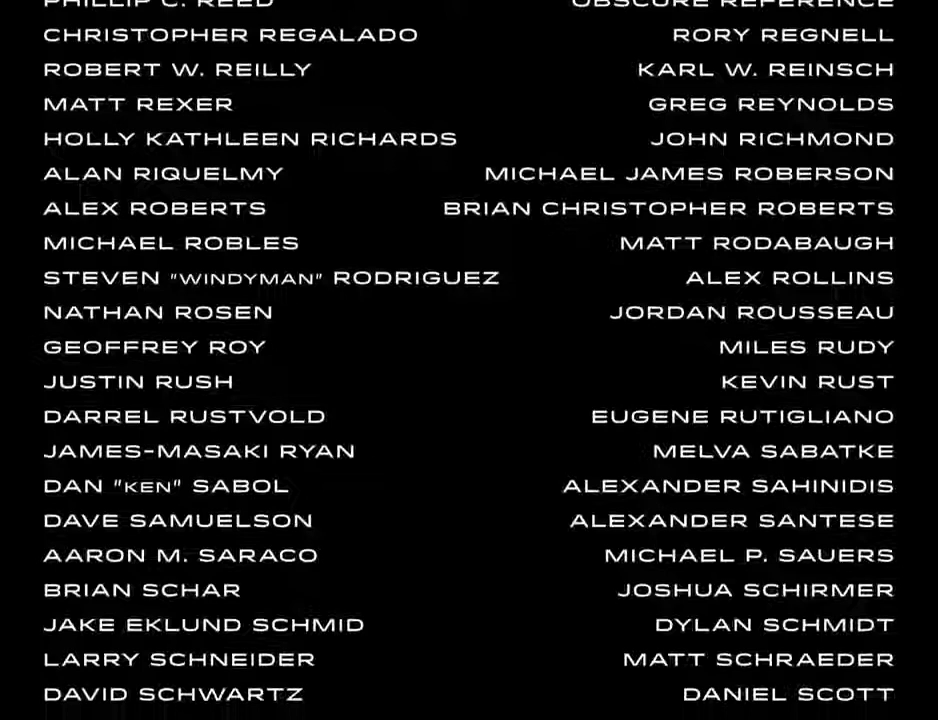 PHILLIP C. REED OBSCURE REFERENCE
CHRISTOPHER REGALADO RORY REGNELL
ROBERT W. REILLY KARL W. REINSCH
MATT REXER GREG REYNOLDS
HOLLY KATHLEEN RICHARDS JOHN RICHMOND
ALAN RIQUELMY MICHAEL JAMES ROBERSON
ALEX ROBERTS BRIAN CHRISTOPHER ROBERTS
MICHAEL ROBLES MATT RODABAUGH
STEVEN "WINDYMAN" RODRIGUEZ ALEX ROLLINS
NATHAN ROSEN JORDAN ROUSSEAU
GEOFFREY ROY MILES RUDY
JUSTIN RUSH KEVIN RUST
DARREL RUSTVOLD EUGENE RUTIGLIANO
JAMES-MASAKI RYAN MELVA SABATKE
DAN "KEN" SABOL ALEXANDER SAHINIDIS
DAVE SAMUELSON ALEXANDER SANTESE
AARON M. SARACO MICHAEL P. SAUERS
BRIAN SCHAR JOSHUA SCHIRMER
JAKE EKLUND SCHMID DYLAN SCHMIDT
LARRY SCHNEIDER MATT SCHRAEDER
DAVID SCHWARTZ DANIEL SCOTT